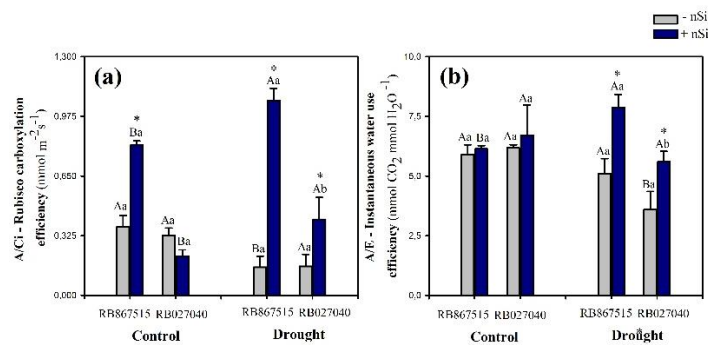 - nSi
+ nSi
(a)
A/Ci - Rubisco carboxylation
efficiency (mmol m⁻² s⁻¹)
1,300
0,975
0,650
0,325
0,000
Aa
*
Ba
Aa
Ba
Ba
*
Aa
Aa
*
Ab
RB867515 RB027040 RB867515 RB027040
Control Drought
(b)
A/E - Instantaneous water use
efficiency (mmol CO₂ mmol H₂O⁻¹)
10,0
7,5
5,0
2,5
0,0
Aa Ba
Aa
Aa
Aa
*
Aa
Ba
*
Ab
RB867515 RB027040 RB867515 RB027040
Control Drought
*